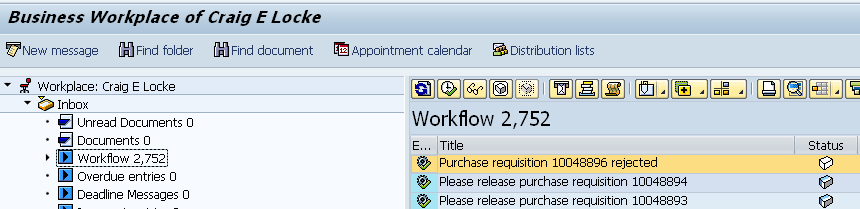 Business Workplace of Craig E Locke
New message Find folder Find document Appointment calendar Distribution lists
Workplace: Craig E Locke
Inbox
Unread Documents 0
Documents 0
Workflow 2,752
Overdue entries 0
Deadline Messages 0
Workflow 2,752
E... Title Status
Purchase requisition 10048896 rejected
Please release purchase requisition 10048894
Please release purchase requisition 10048893